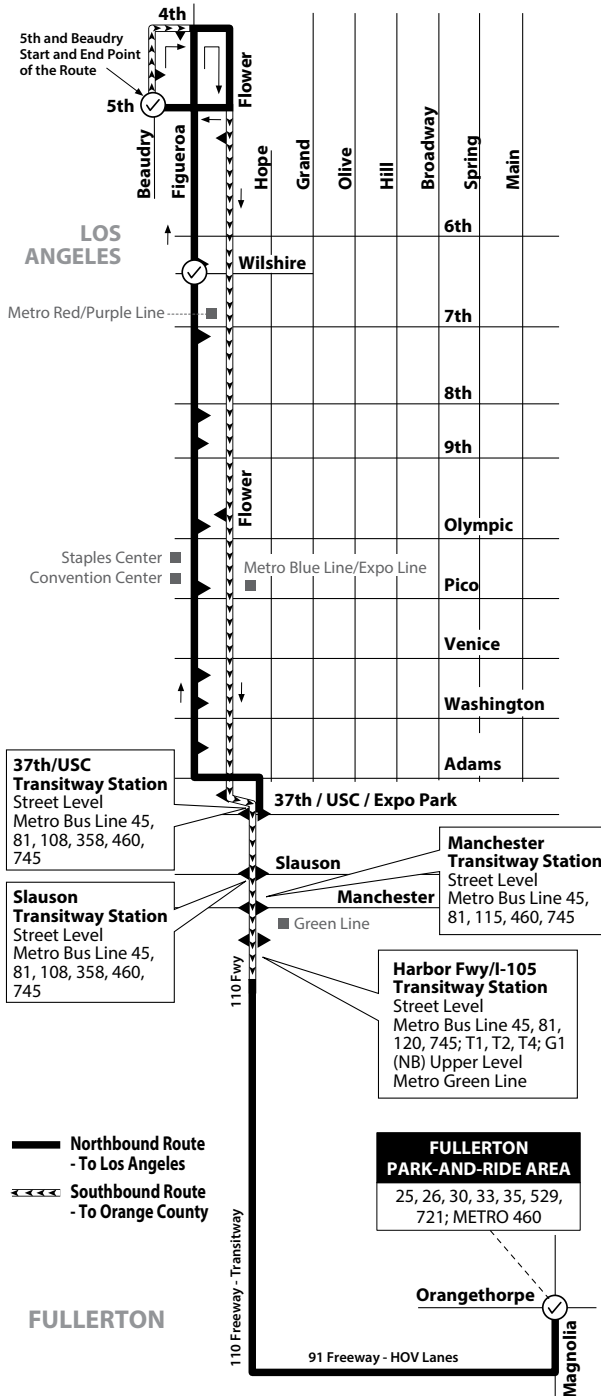 4th
5th and Beaudry
Start and End Point
of the Route
5th
Beaudry
Figueroa
Flower
Hope
Grand
Olive
Hill
Broadway
Spring
Main
LOS
ANGELES
6th
Wilshire
Metro Red/Purple Line
7th
8th
9th
Flower
Olympic
Staples Center
Convention Center
Metro Blue Line/Expo Line
Pico
Venice
Washington
Adams
37th/USC
Transitway Station
Street Level
Metro Bus Line 45,
81, 108, 358, 460,
745
37th / USC / Expo Park
Slauson
Manchester
Transitway Station
Street Level
Metro Bus Line 45,
81, 115, 460, 745
Slauson
Transitway Station
Street Level
Metro Bus Line 45,
81, 108, 358, 460,
745
Manchester
Green Line
110 Fwy
Harbor Fwy/I-105
Transitway Station
Street Level
Metro Bus Line 45, 81,
120, 745; T1, T2, T4; G1
(NB) Upper Level
Metro Green Line
Northbound Route
- To Los Angeles
Southbound Route
- To Orange County
FULLERTON
PARK-AND-RIDE AREA
25, 26, 30, 33, 35, 529,
721; METRO 460
110 Freeway - Transitway
Orangethorpe
FULLERTON
91 Freeway - HOV Lanes
Magnolia